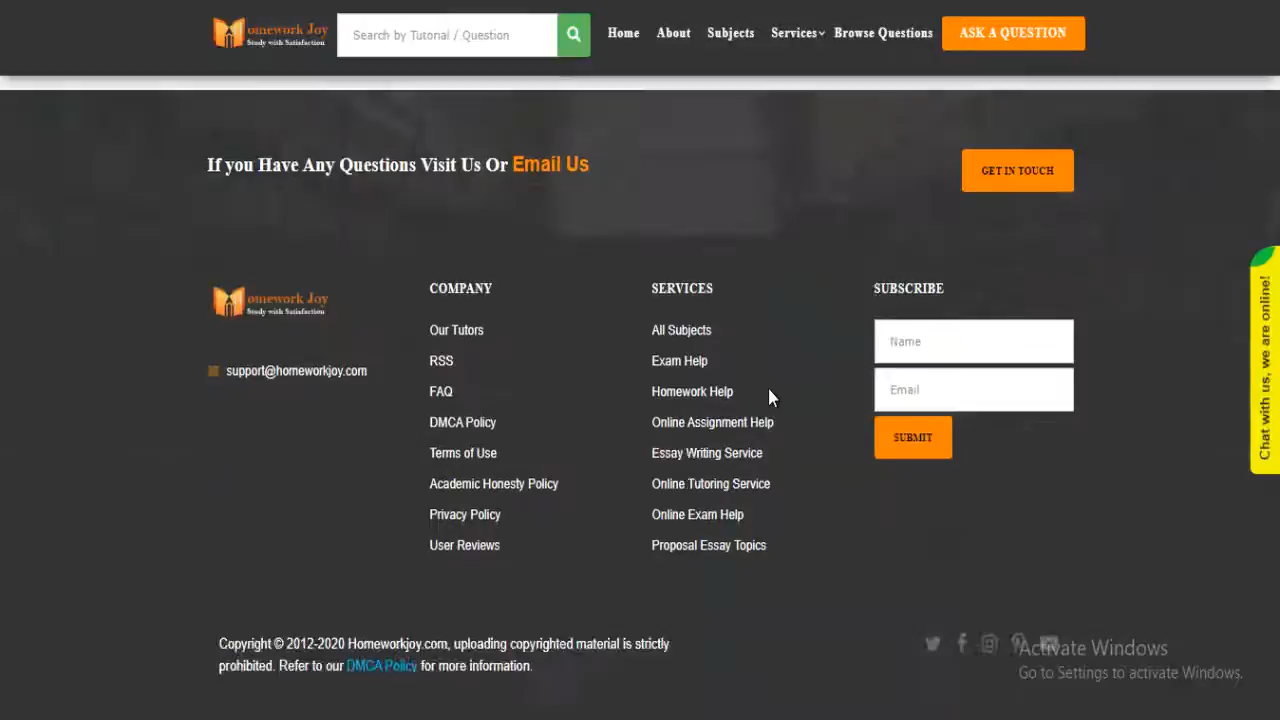 omework Joy
Study with Satisfaction
Search by Tutorial / Question
Home About Subjects Services Browse Questions ASK A QUESTION
If you Have Any Questions Visit Us Or Email Us
GET IN TOUCH
omework Joy
Study with Satisfaction
support@homeworkjoy.com
COMPANY
Our Tutors
RSS
FAQ
DMCA Policy
Terms of Use
Academic Honesty Policy
Privacy Policy
User Reviews
SERVICES
All Subjects
Exam Help
Homework Help
Online Assignment Help
Essay Writing Service
Online Tutoring Service
Online Exam Help
Proposal Essay Topics
SUBSCRIBE
Name
Email
SUBMIT
Chat with us, we are online!
Copyright © 2012-2020 Homeworkjoy.com, uploading copyrighted material is strictly
prohibited. Refer to our DMCA Policy for more information.
Activate Windows
Go to Settings to activate Windows.